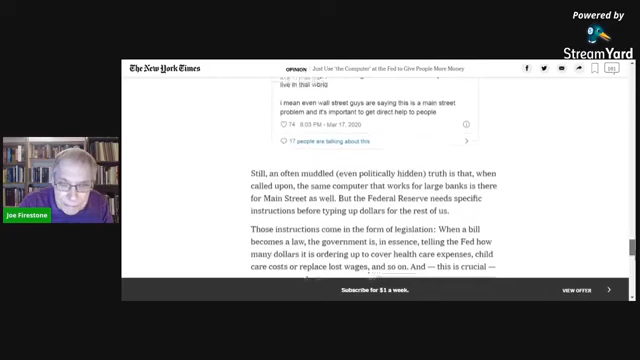 Powered by
StreamYard
The New York Times
OPINION
Just Use 'the Computer' at the Fed to Give People More Money
141
live in that
i mean even wall street guys are saying this is a main street
problem and it's important to get direct help to people
74 8:03 PM - Mar 17, 2020
17 people are talking about this
Still, an often muddled (even politically hidden) truth is that, when
called upon, the same computer that works for large banks is there
for Main Street as well. But the Federal Reserve needs specific
instructions before typing up dollars for the rest of us.
Joe Firestone
Those instructions come in the form of legislation: When a bill
becomes a law, the government is, in essence, telling the Fed how
many dollars it is ordering up to cover health care expenses, child
care costs or replace lost wages, and so on. And — this is crucial —
Subscribe for $1 a week.
VIEW OFFER